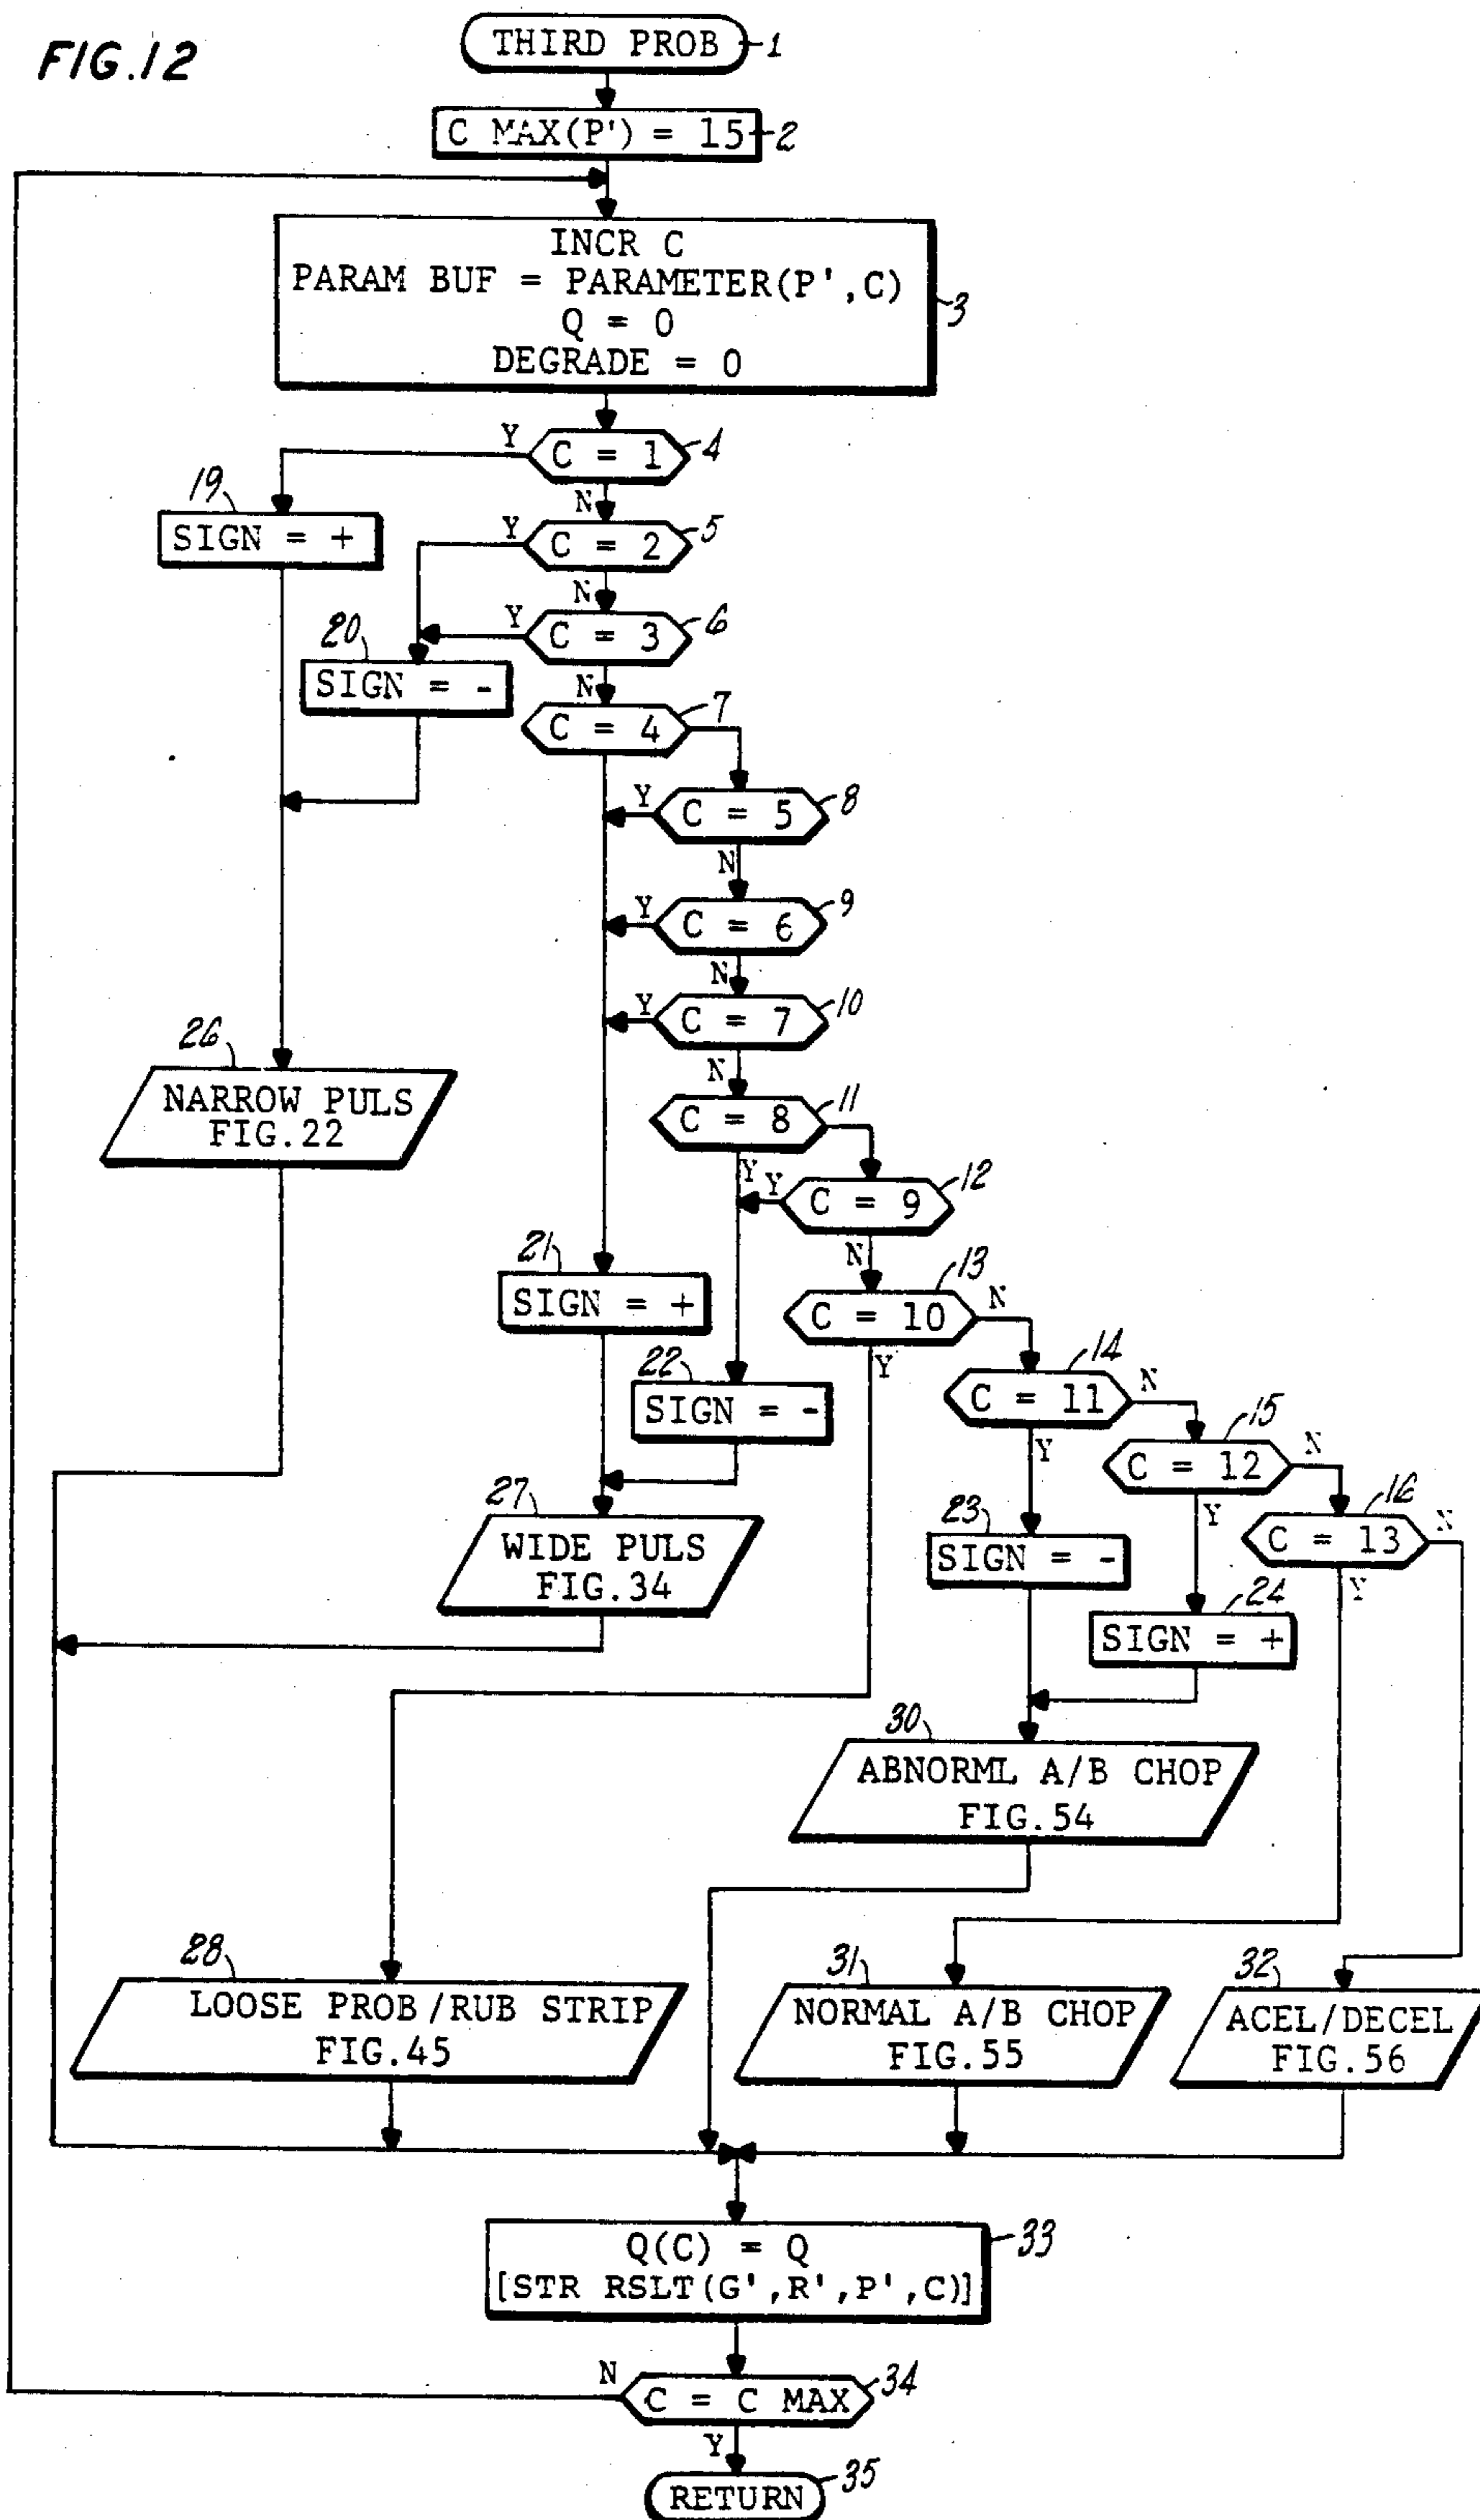 FIG.12
THIRD PROB
1
C MAX(P') = 15
2
INCR C
PARAM BUF = PARAMETER(P',C)
Q = 0
DEGRADE = 0
3
Y
C = 1
4
19
N
SIGN = +
Y
C = 2
5
N
20
Y
C = 3
6
SIGN = -
N
C = 4
7
Y
C = 5
8
N
Y
C = 6
9
N
Y
C = 7
10
26
N
NARROW PULS
FIG.22
C = 8
11
Y
Y
C = 9
12
21
N
SIGN = +
C = 10
13
N
22
Y
SIGN = -
C = 11
14
N
Y
C = 12
15
N
27
23
Y
C = 13
16
N
WIDE PULS
FIG.34
SIGN = -
Y
24
SIGN = +
30
ABNORML A/B CHOP
FIG.54
28
LOOSE PROB/RUB STRIP
FIG.45
31
NORMAL A/B CHOP
FIG.55
32
ACEL/DECEL
FIG.56
Q(C) = Q
[STR RSLT(G',R',P',C)]
33
N
C = C MAX
34
Y
RETURN
35